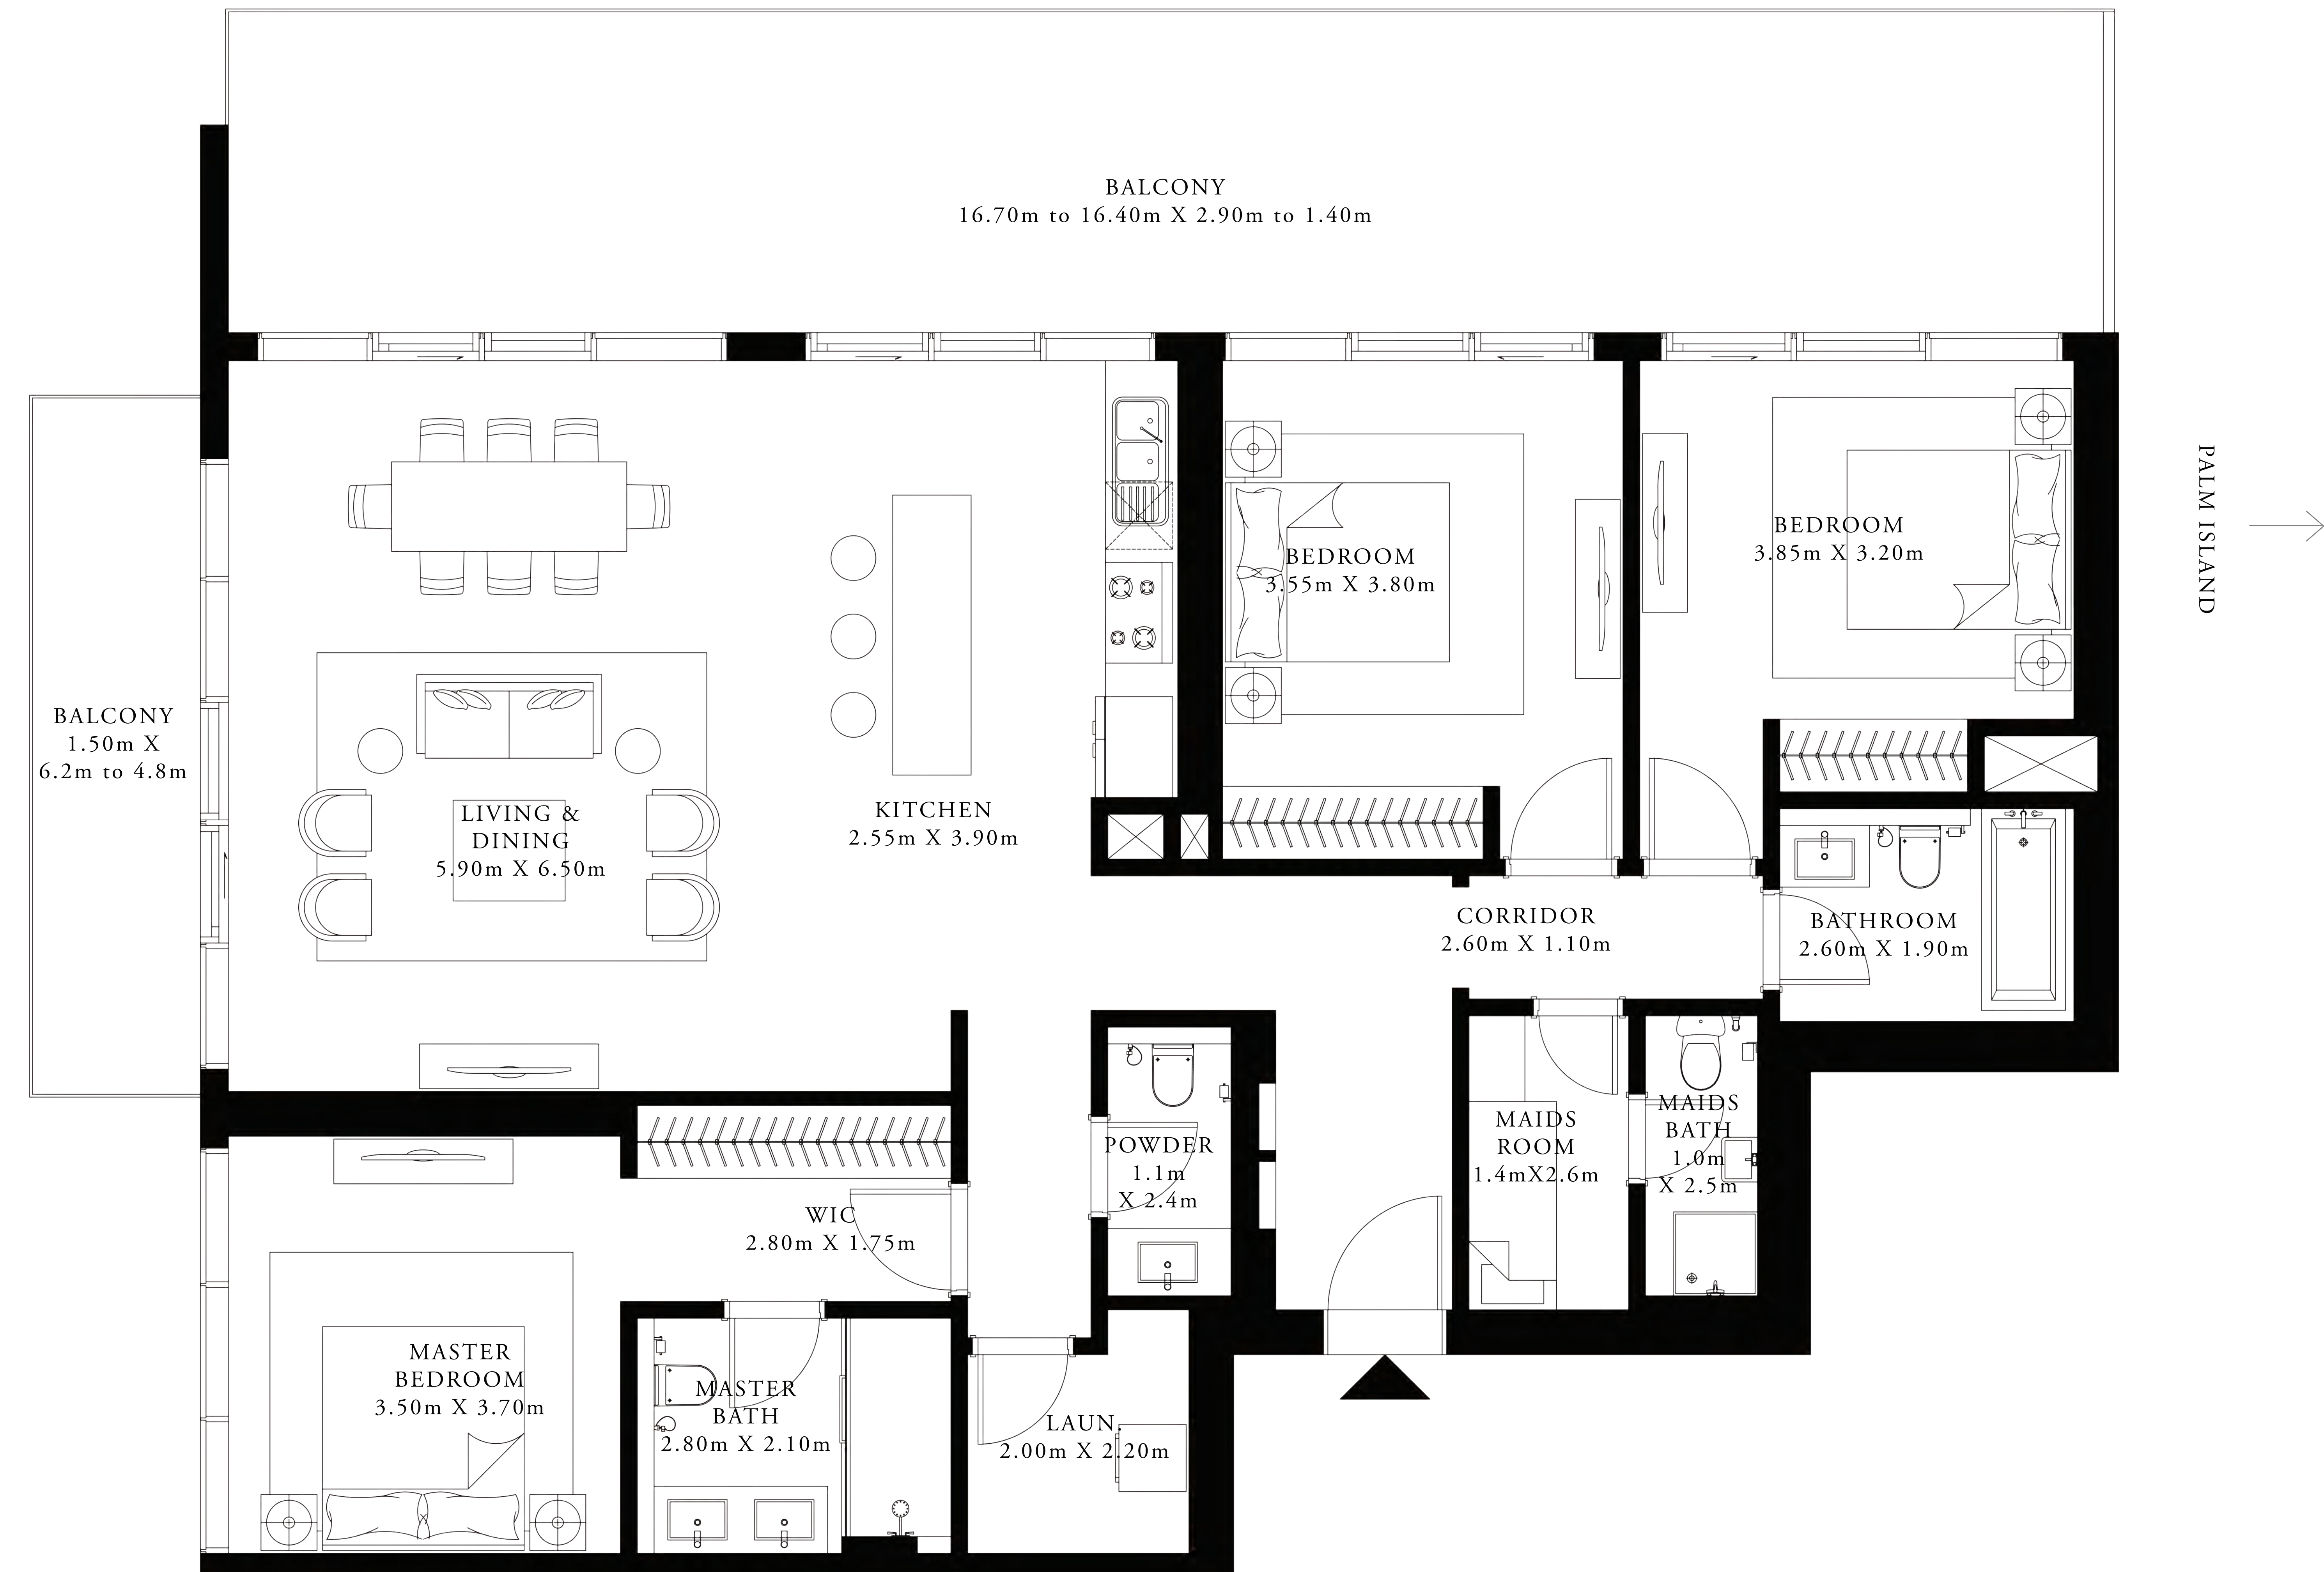 BALCONY
16.70m to 16.40m X 2.90m to 1.40m
BEDROOM
3.85m X 3.20m
BEDROOM
3.55m X 3.80m
PALM ISLAND
BALCONY
1.50m X
6.2m to 4.8m
LIVING &
DINING
5.90m X 6.50m
KITCHEN
2.55m X 3.90m
CORRIDOR
2.60m X 1.10m
BATHROOM
2.60m X 1.90m
MAIDS
ROOM
1.4mX2.6m
MAIDS
BATH
1.0m
X 2.5m
POWDER
1.1m
X 2.4m
WIC
2.80m X 1.75m
MASTER
BEDROOM
3.50m X 3.70m
MASTER
BATH
2.80m X 2.10m
LAUN.
2.00m X 2.20m